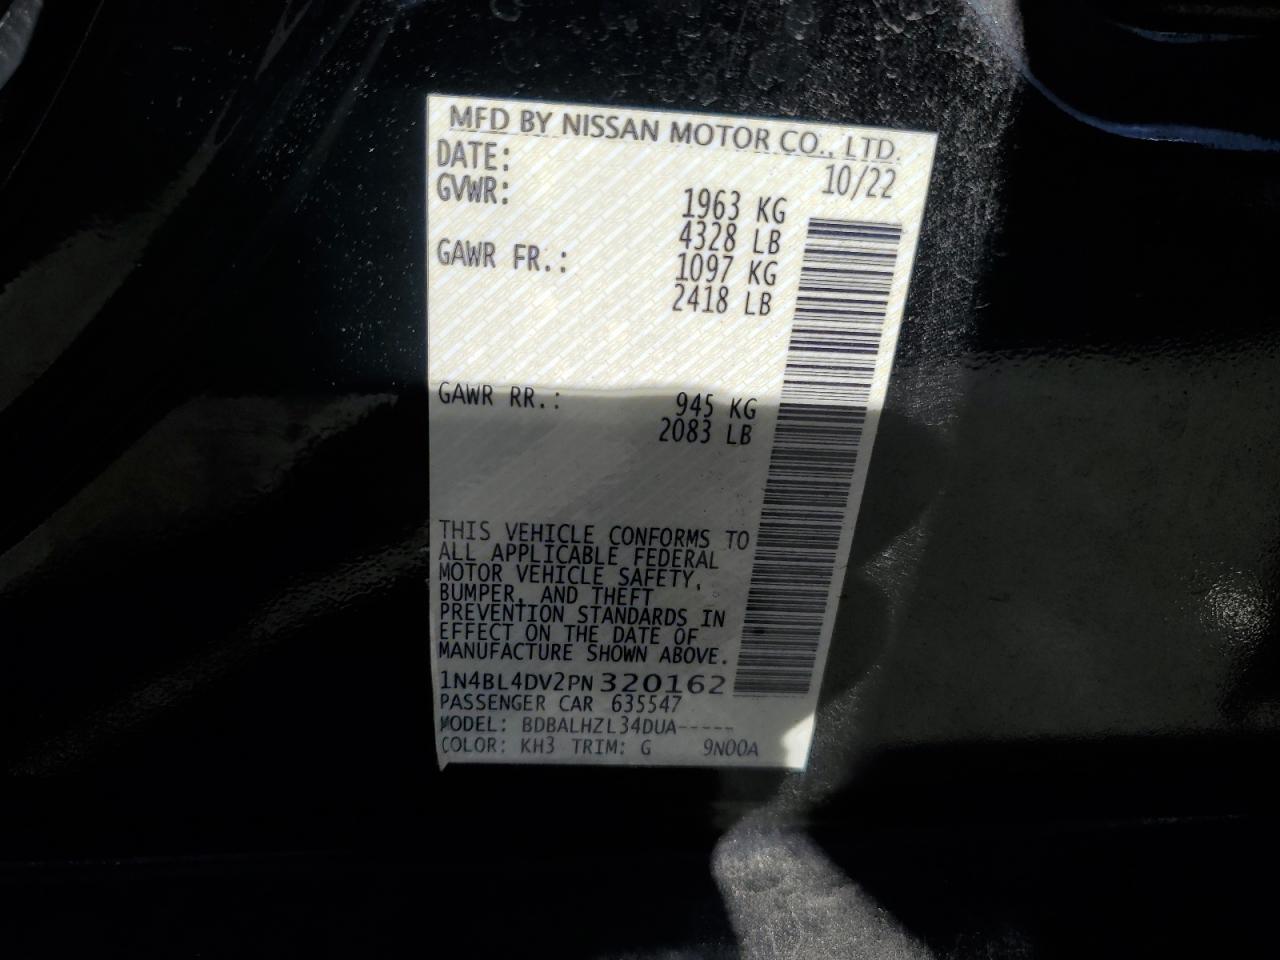 MFD BY NISSAN MOTOR CO., LTD.
DATE: 10/22
GVWR: 1963 KG
4328 LB
GAWR FR.: 1097 KG
2418 LB
GAWR RR.: 945 KG
2083 LB
THIS VEHICLE CONFORMS TO
ALL APPLICABLE FEDERAL
MOTOR VEHICLE SAFETY,
BUMPER, AND THEFT
PREVENTION STANDARDS IN
EFFECT ON THE DATE OF
MANUFACTURE SHOWN ABOVE.
1N4BL4DV2PN320162
PASSENGER CAR 635547
MODEL: BDBALHZL34DUA-----
COLOR: KH3 TRIM: G 9N00A